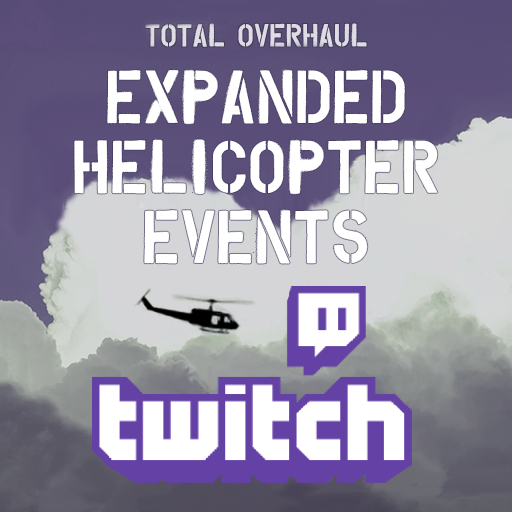 TOTAL OVERHAUL
EXPANDED
HELICOPTER
EVENTS
twitch